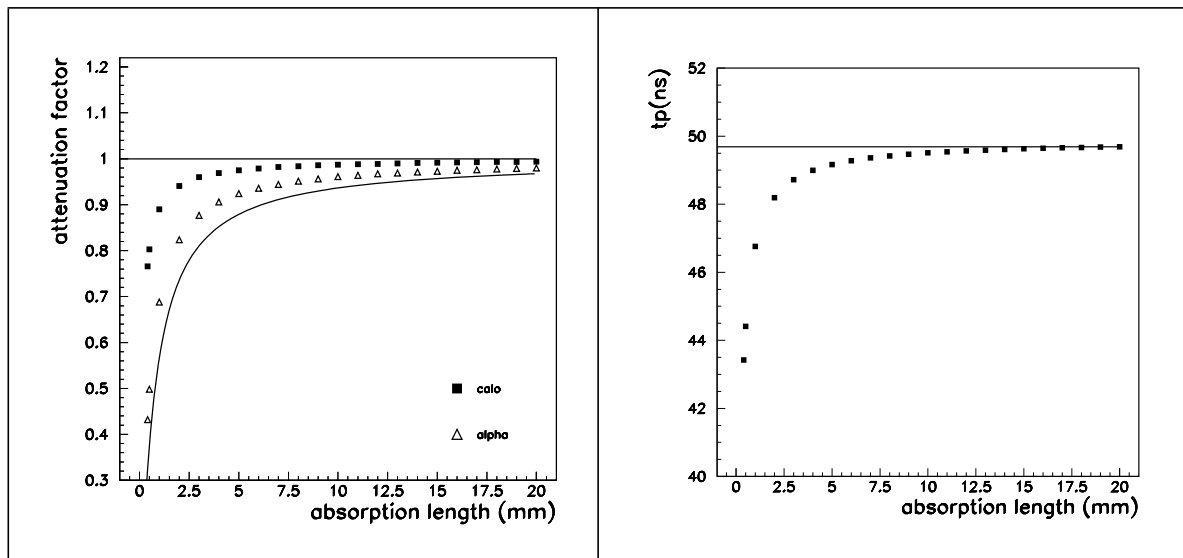 attenuation factor
1.2
1.1
1
0.9
0.8
0.7
0.6
0.5
0.4
0.3
calo
alpha
0 2.5 5 7.5 10 12.5 15 17.5 20
absorption length (mm)
tp(ns)
52
50
48
46
44
42
40
0 2.5 5 7.5 10 12.5 15 17.5 20
absorption length (mm)